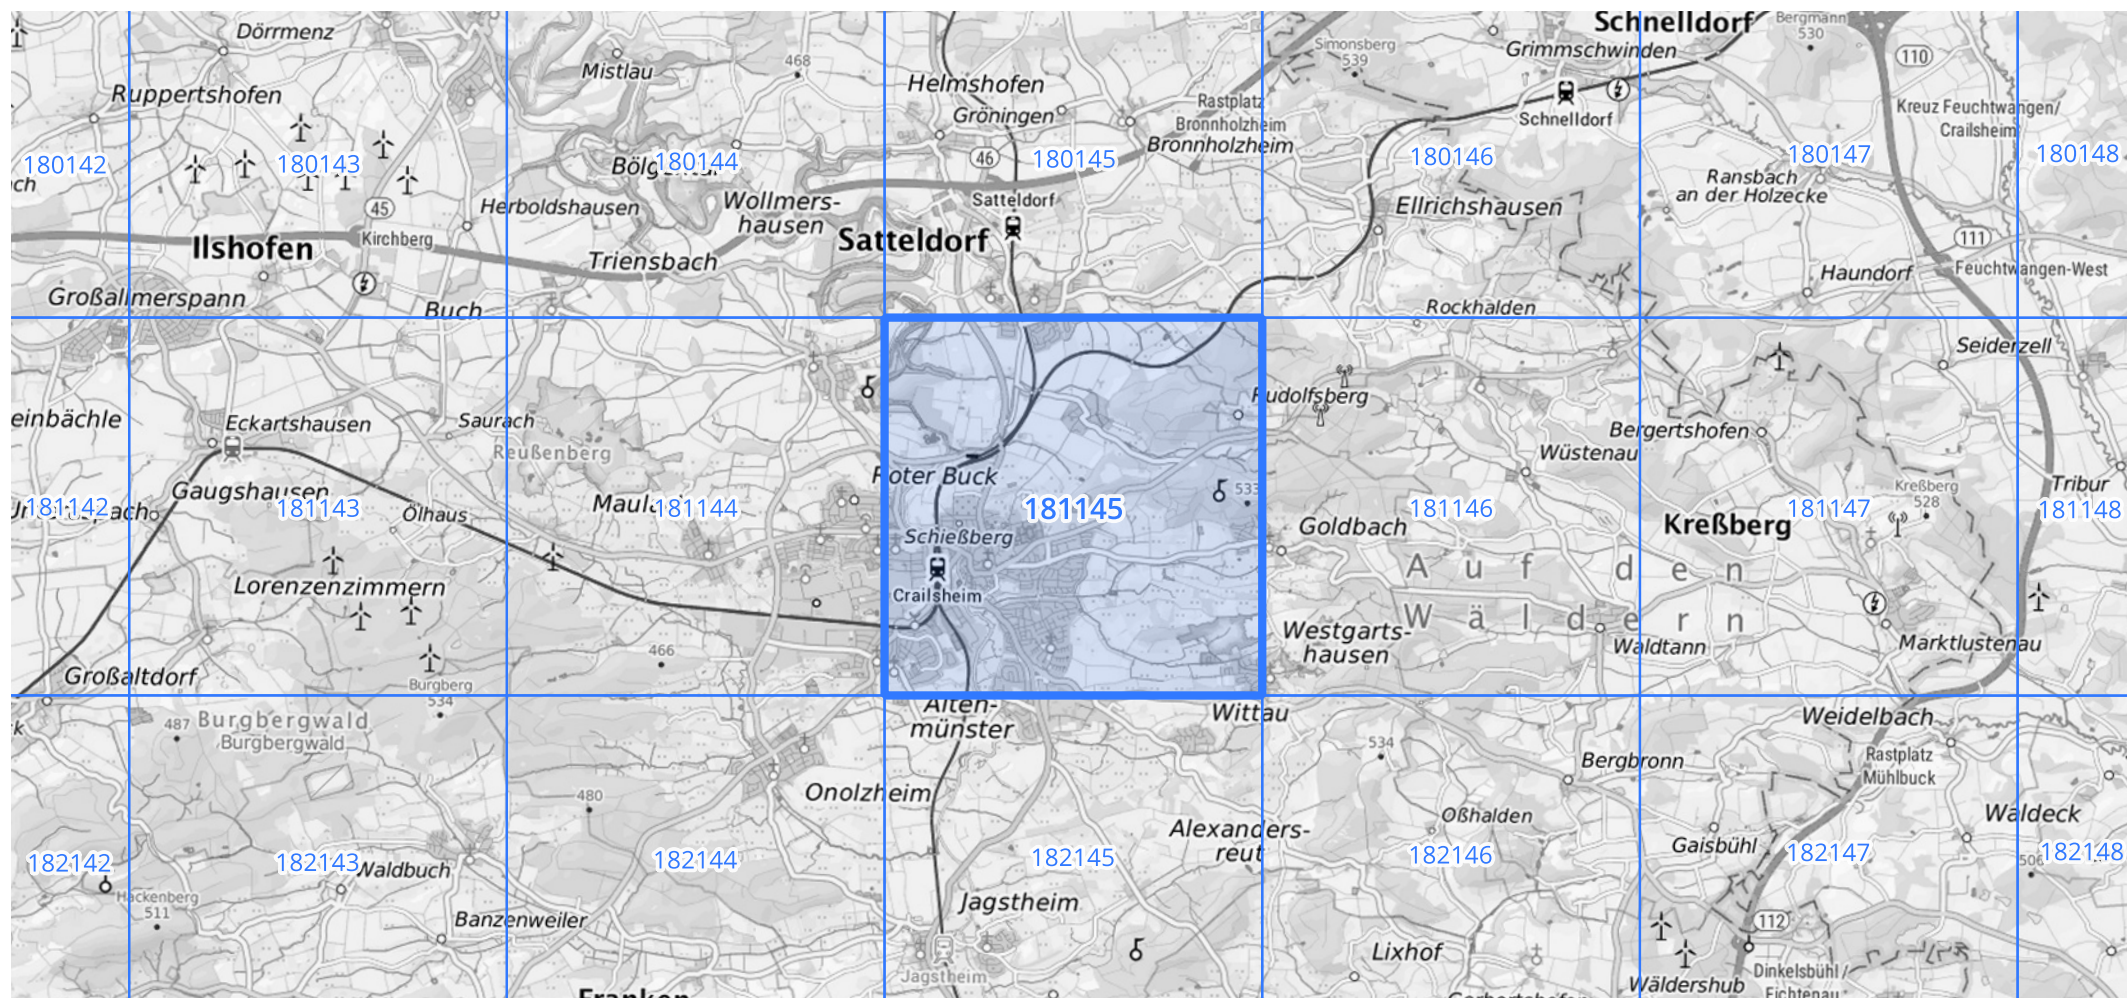 Dörrmenz
Schnelldorf
Bergmann
530
Grimmschwinden
Simonsberg
539
110
Mistlau
468
Helmshofen
Ruppertshofen
Gröningen
Rastplatz
Bronnholzheim
Bronnholzheim
Schnelldorf
Kreuz Feuchtwangen/
Crailsheim
180142
180143
180144
46
180145
180146
180147
180148
Ransbach
an der Holzecke
45
Herboldshausen
Wollmers-
hausen
Satteldorf
Ellrichshausen
Kirchberg
Ilshofen
Satteldorf
111
Triensbach
Haundorf
Feuchtwangen-West
Großallmerspann
Buch
Rockhalden
Seiderzell
Rudolfsberg
einbächle
Eckartshausen
Saurach
Reußenberg
Bergertshofen
Wüstenau
Roter Buck
Gaugshausen
533
Kreßberg
528
Tribur
181142
181143
Ölhaus
181144
181145
181146
181147
181148
Goldbach
Kreßberg
Schießberg
Auf den
Wäldern
Lorenzenzimmern
Crailsheim
Westgarts-
hausen
Waldtann
Marktlustenau
466
Großaltdorf
Burgberg
534
Alten-
münster
Wittau
Weidelbach
487
Burgbergwald
Burgbergwald
534
Bergbronn
Rastplatz
Mühlbuck
480
Onolzheim
Oßhalden
Waldeck
Alexanders-
reut
Gaisbühl
182142
182143
182144
182145
182146
182147
182148
506
Waldbuch
Hackenberg
511
Jagstheim
Banzenweiler
112
Lixhof
Jagstheim
Dinkelsbühl/
Fichtenau
Wäldershub
Franken